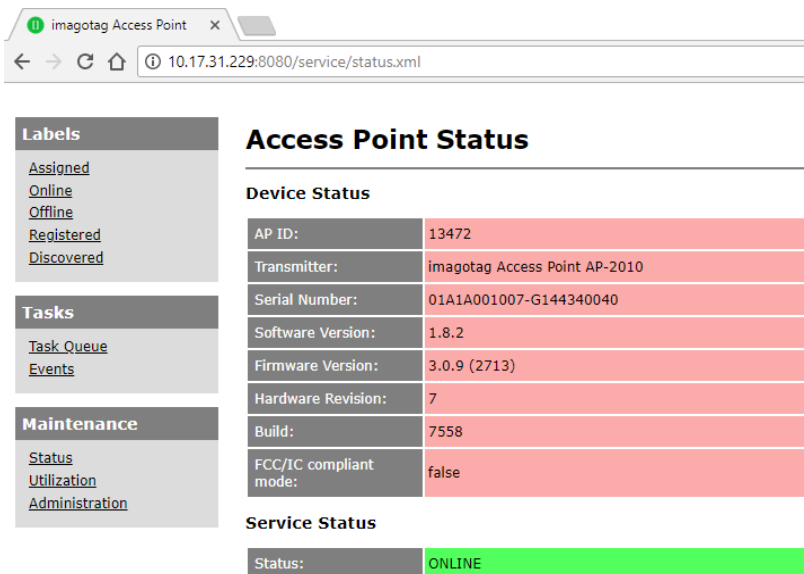 imagotag Access Point
10.17.31.229:8080/service/status.xml
Labels
Assigned
Online
Offline
Registered
Discovered
Tasks
Task Queue
Events
Maintenance
Status
Utilization
Administration
Access Point Status
Device Status
AP ID: 13472
Transmitter: imagotag Access Point AP-2010
Serial Number: 01A1A001007-G144340040
Software Version: 1.8.2
Firmware Version: 3.0.9 (2713)
Hardware Revision: 7
Build: 7558
FCC/IC compliant
mode: false
Service Status
Status: ONLINE